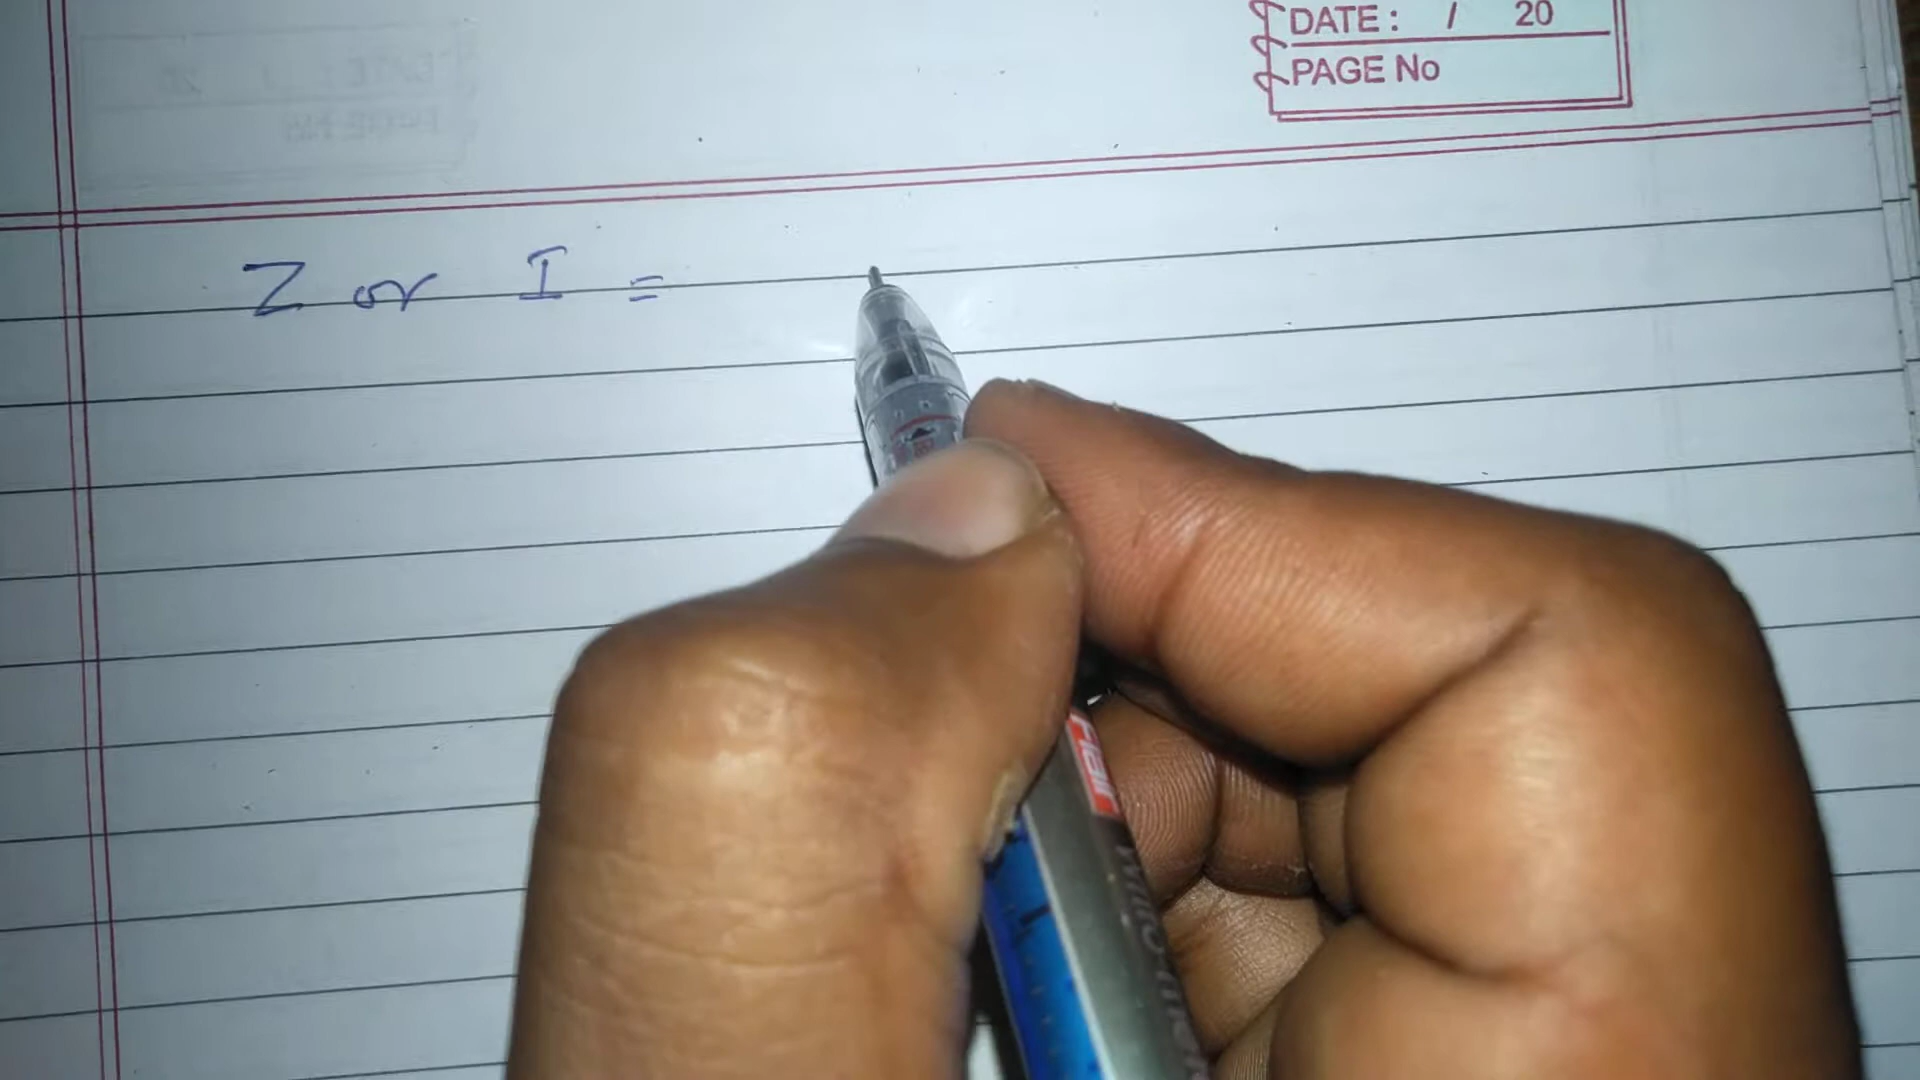 DATE : / 20
PAGE No
Z or I =